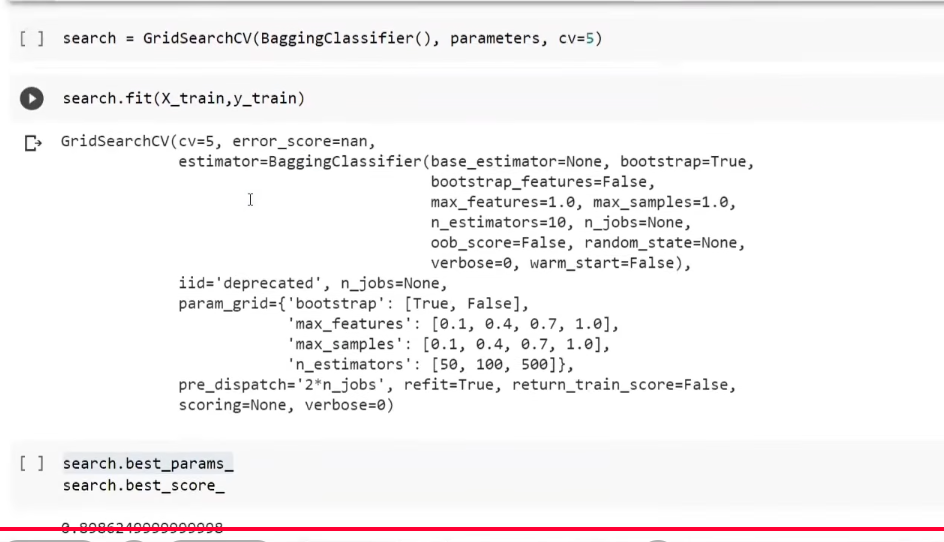 [ ] search = GridSearchCV(BaggingClassifier(), parameters, cv=5)
search.fit(X_train,y_train)
GridSearchCV(cv=5, error_score=nan,
estimator=BaggingClassifier(base_estimator=None, bootstrap=True,
bootstrap_features=False,
max_features=1.0, max_samples=1.0,
n_estimators=10, n_jobs=None,
oob_score=False, random_state=None,
verbose=0, warm_start=False),
iid='deprecated', n_jobs=None,
param_grid={'bootstrap': [True, False],
'max_features': [0.1, 0.4, 0.7, 1.0],
'max_samples': [0.1, 0.4, 0.7, 1.0],
'n_estimators': [50, 100, 500]},
pre_dispatch='2*n_jobs', refit=True, return_train_score=False,
scoring=None, verbose=0)
[ ] search.best_params_
search.best_score_
0.8986249999999998